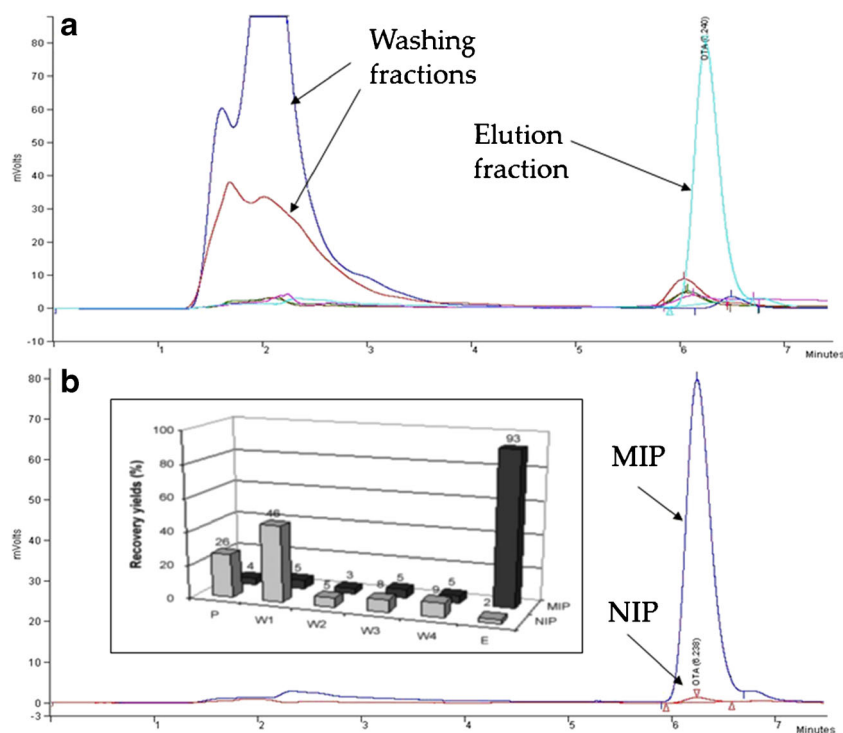 a
80
70
60
50
40
30
20
10
0
-10
mVolts
Washing
fractions
Elution
fraction
OTA (6.240)
1 2 3 4 5 6 7 Minutes
b
80
70
60
50
40
30
20
10
0
-3
mVolts
Recovery yields (%)
100
80
60
40
20
0
26 4 46 5 5 3 8 5 9 5 2 93
P W1 W2 W3 W4 E
MIP
NIP
MIP
NIP
OTA (6.238)
1 2 3 4 5 6 7 Minutes